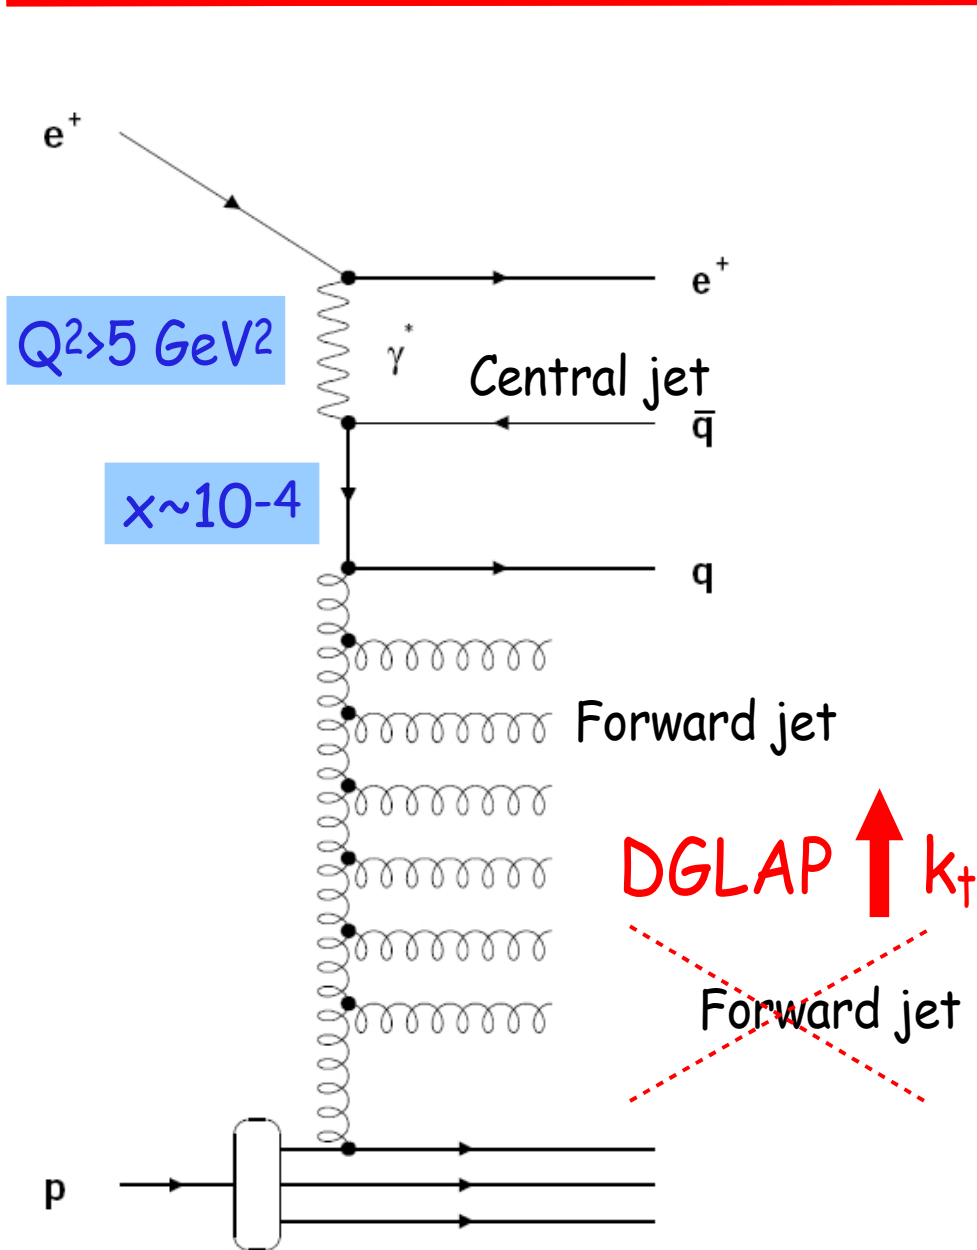 e⁺
e⁺
Q²>5 GeV²
γ*
Central jet
q̄
x~10⁻⁴
q
Forward jet
DGLAP kₜ
Forward jet
p